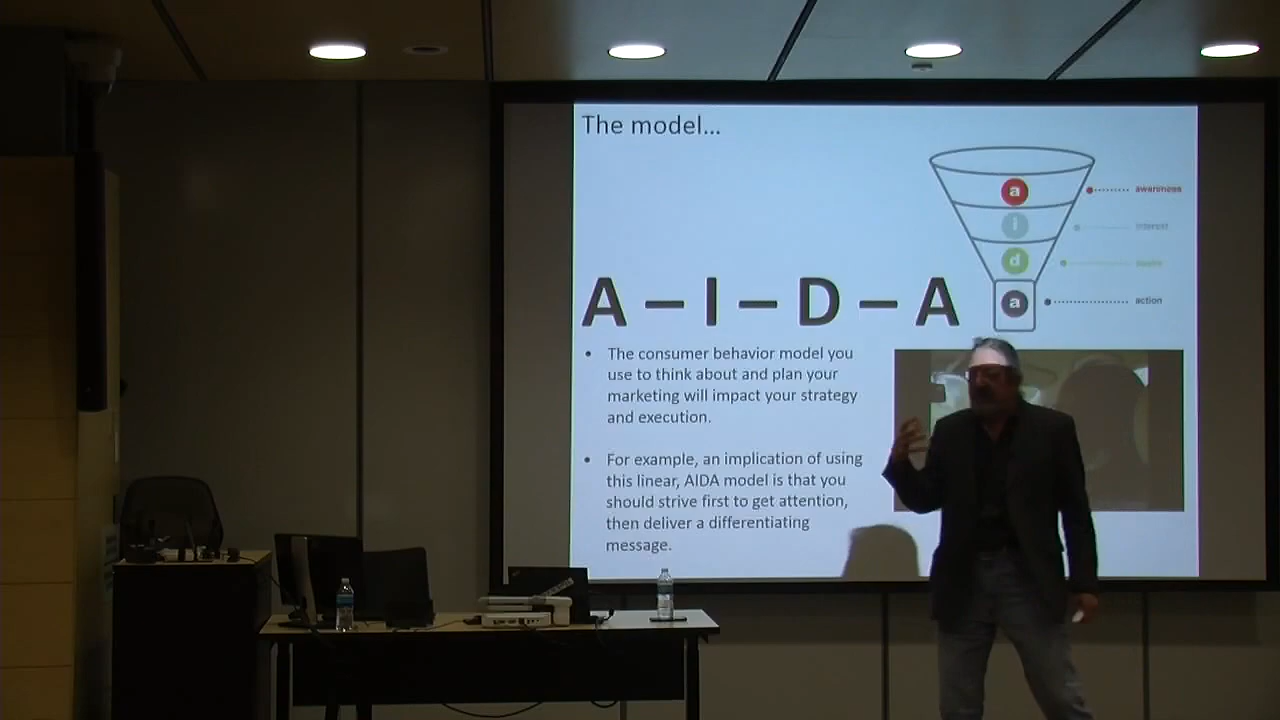 The model...
a
awareness
i
interest
d
desire
a
action
A – I – D – A
• The consumer behavior model you
use to think about and plan your
marketing will impact your strategy
and execution.
• For example, an implication of using
this linear, AIDA model is that you
should strive first to get attention,
then deliver a differentiating
message.